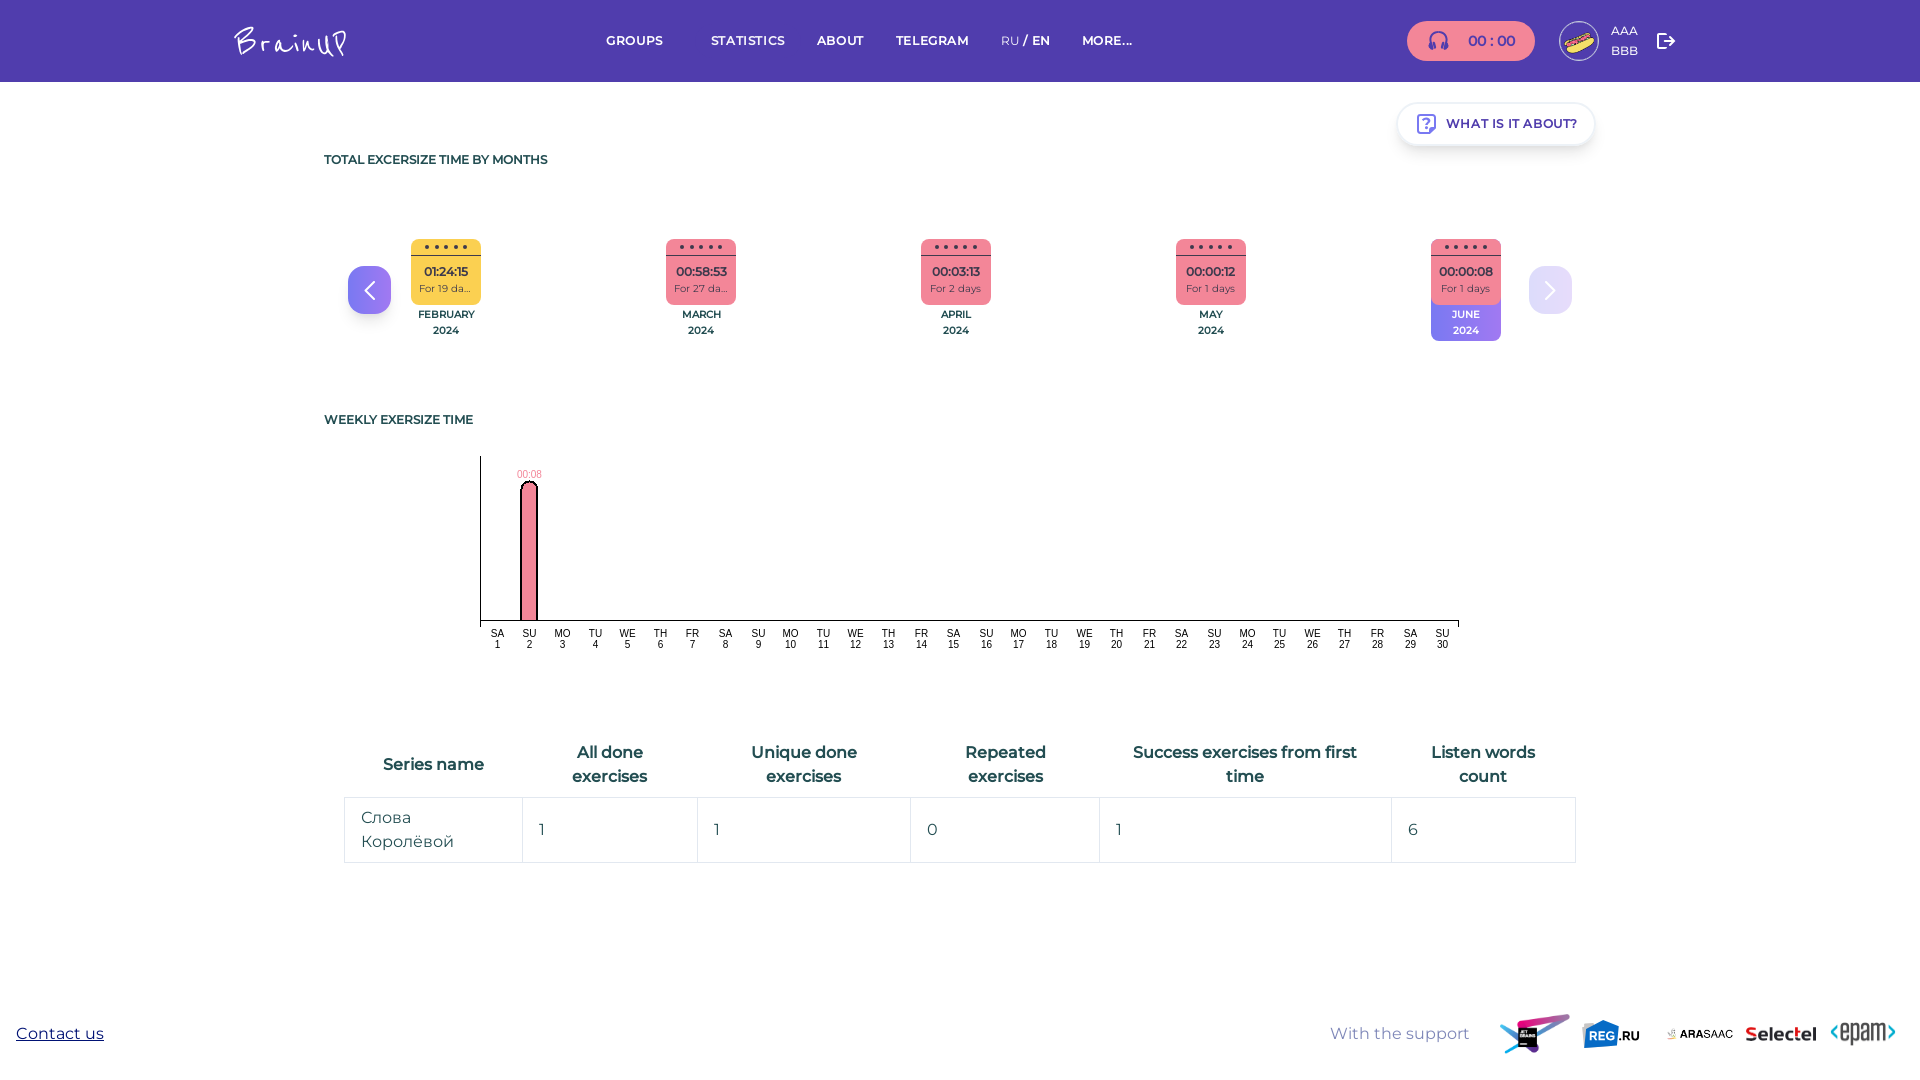 BrainUP
GROUPS STATISTICS ABOUT TELEGRAM RU / EN MORE...
00 : 00
AAA
BBB
WHAT IS IT ABOUT?
TOTAL EXCERSIZE TIME BY MONTHS
01:24:15 00:58:53 00:03:13 00:00:12 00:00:08
For 19 da... For 27 da... For 2 days For 1 days For 1 days
FEBRUARY MARCH APRIL MAY JUNE
2024 2024 2024 2024 2024
WEEKLY EXERSIZE TIME
00:08
SA SU MO TU WE TH FR SA SU MO TU WE TH FR SA SU MO TU WE TH FR SA SU MO TU WE TH FR SA SU
1 2 3 4 5 6 7 8 9 10 11 12 13 14 15 16 17 18 19 20 21 22 23 24 25 26 27 28 29 30
Series name All done exercises Unique done exercises Repeated exercises Success exercises from first time Listen words count
Слова
Королёвой
1 1 0 1 6
Contact us
With the support
JET BRAINS
REG.RU
ARASAAC
Selectel
<epam>